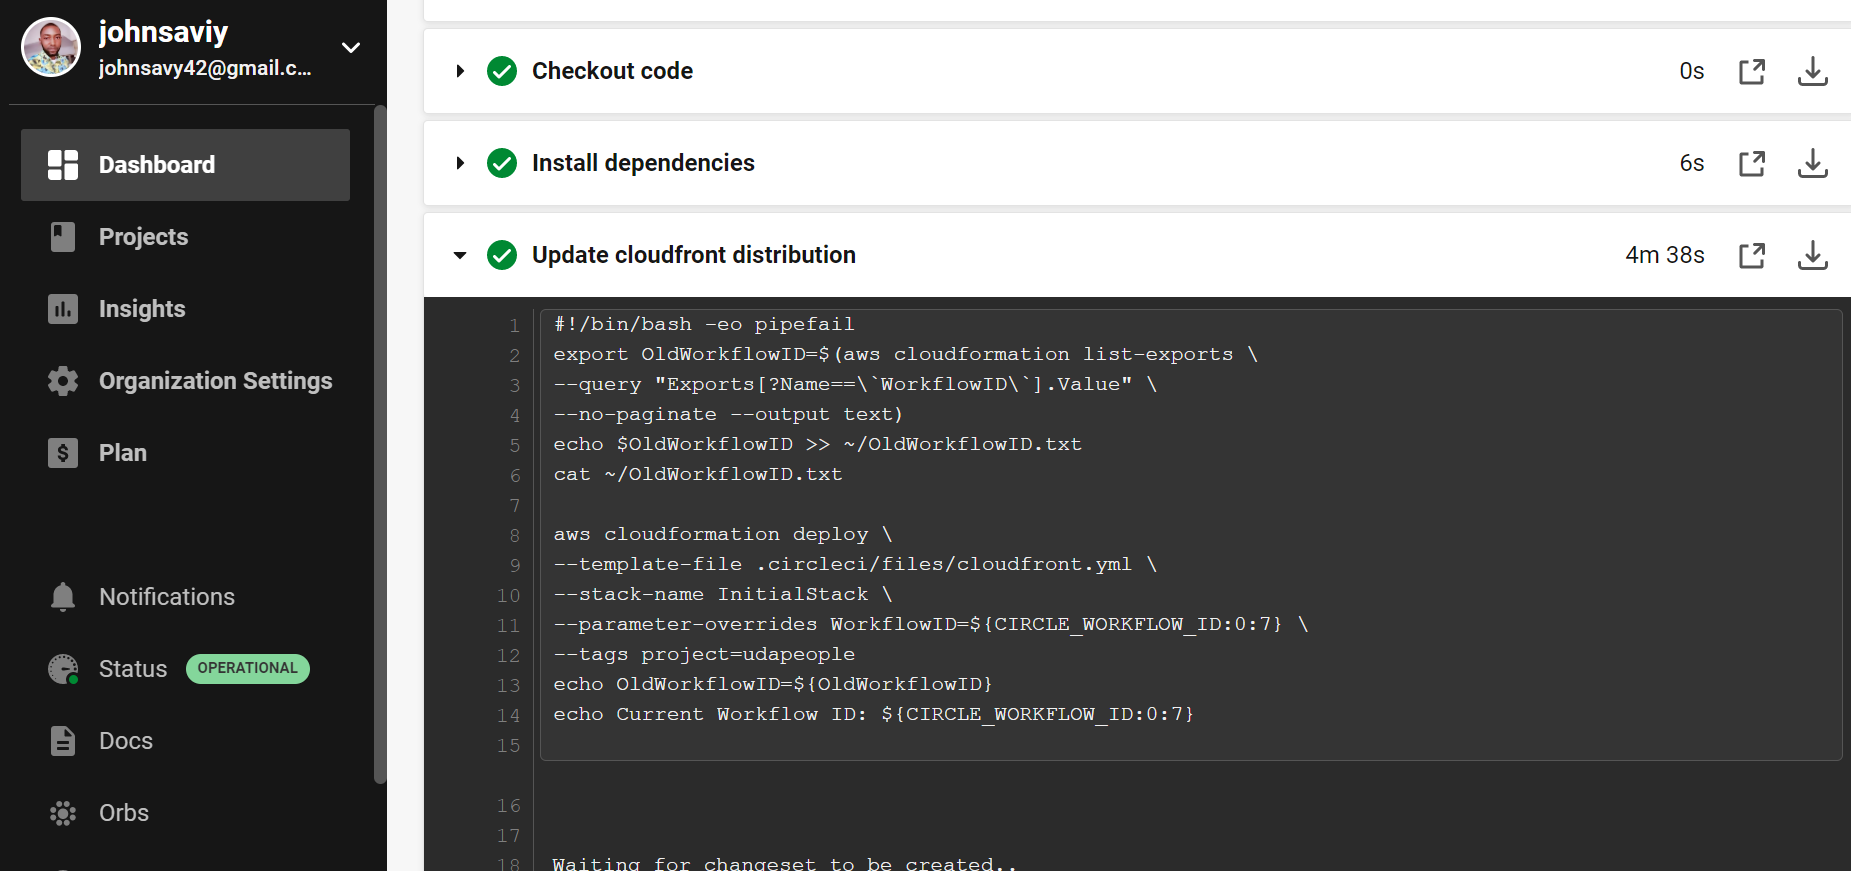 johnsaviy
johnsavy42@gmail.c...
Dashboard
Projects
Insights
Organization Settings
Plan
Notifications
Status OPERATIONAL
Docs
Orbs
Checkout code 0s
Install dependencies 6s
Update cloudfront distribution 4m 38s
1 #!/bin/bash -eo pipefail
2 export OldWorkflowID=$(aws cloudformation list-exports \
3 --query "Exports[?Name==\`WorkflowID\`].Value" \
4 --no-paginate --output text)
5 echo $OldWorkflowID >> ~/OldWorkflowID.txt
6 cat ~/OldWorkflowID.txt
7
8 aws cloudformation deploy \
9 --template-file .circleci/files/cloudfront.yml \
10 --stack-name InitialStack \
11 --parameter-overrides WorkflowID=${CIRCLE_WORKFLOW_ID:0:7} \
12 --tags project=udapeople
13 echo OldWorkflowID=${OldWorkflowID}
14 echo Current Workflow ID: ${CIRCLE_WORKFLOW_ID:0:7}
15
16
17
18 Waiting for changeset to be created..